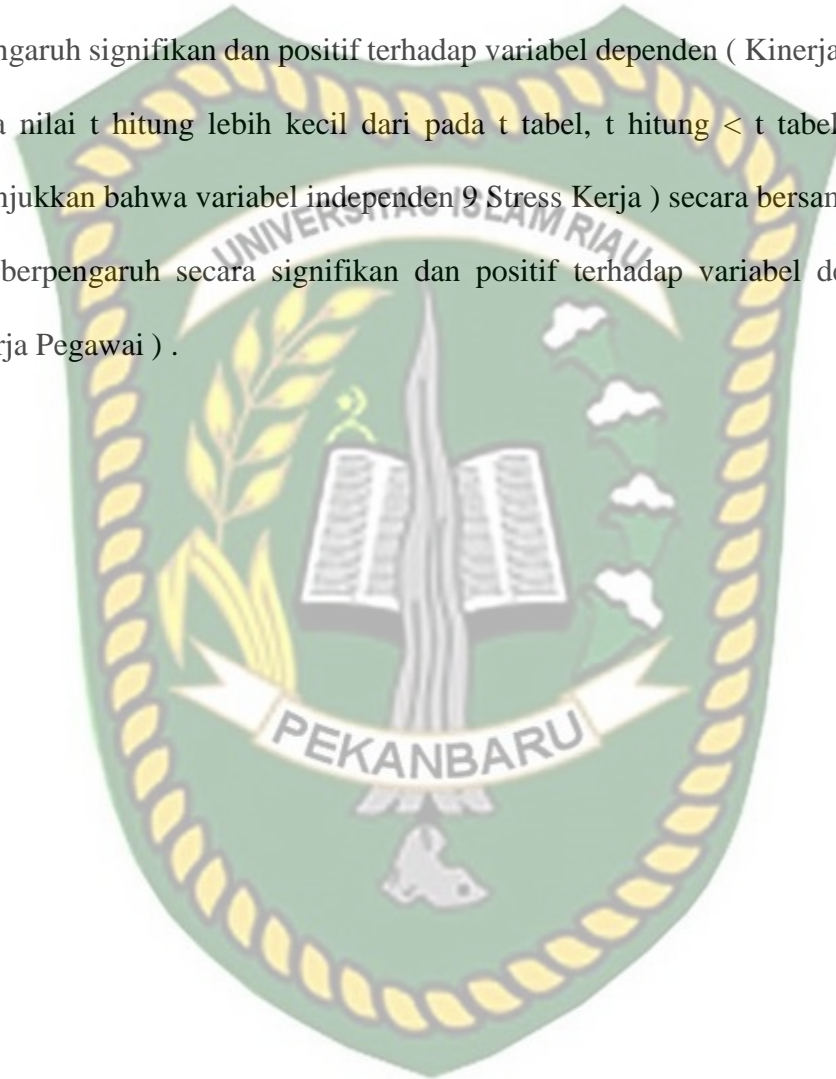 ngaruh signifikan dan positif terhadap variabel dependen ( Kinerja
a nilai t hitung lebih kecil dari pada t tabel, t hitung < t tabel
njukkan bahwa variabel independen 9 Stress Kerja ) secara bersam
berpengaruh secara signifikan dan positif terhadap variabel de
rja Pegawai ) .
UNIVERSITAS ISLAM RIAU
PEKANBARU